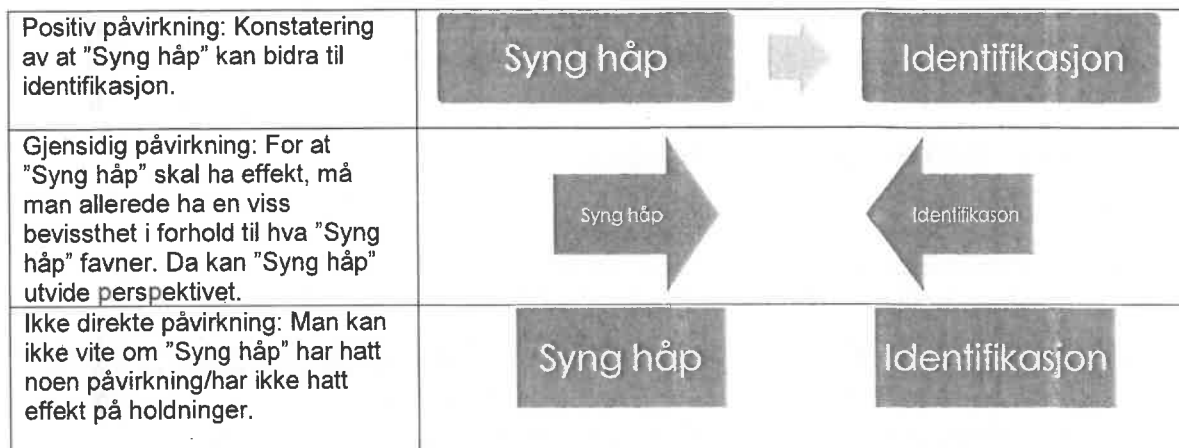 Positiv påvirkning: Konstatering
av at "Syng håp" kan bidra til
identifikasjon.
Syng håp
Identifikasjon
Gjensidig påvirkning: For at
"Syng håp" skal ha effekt, må
man allerede ha en viss
bevissthet i forhold til hva "Syng
håp" favner. Da kan "Syng håp"
utvide perspektivet.
Syng håp
Identifikason
Ikke direkte påvirkning: Man kan
ikke vite om "Syng håp" har hatt
noen påvirkning/har ikke hatt
effekt på holdninger.
Syng håp
Identifikasjon